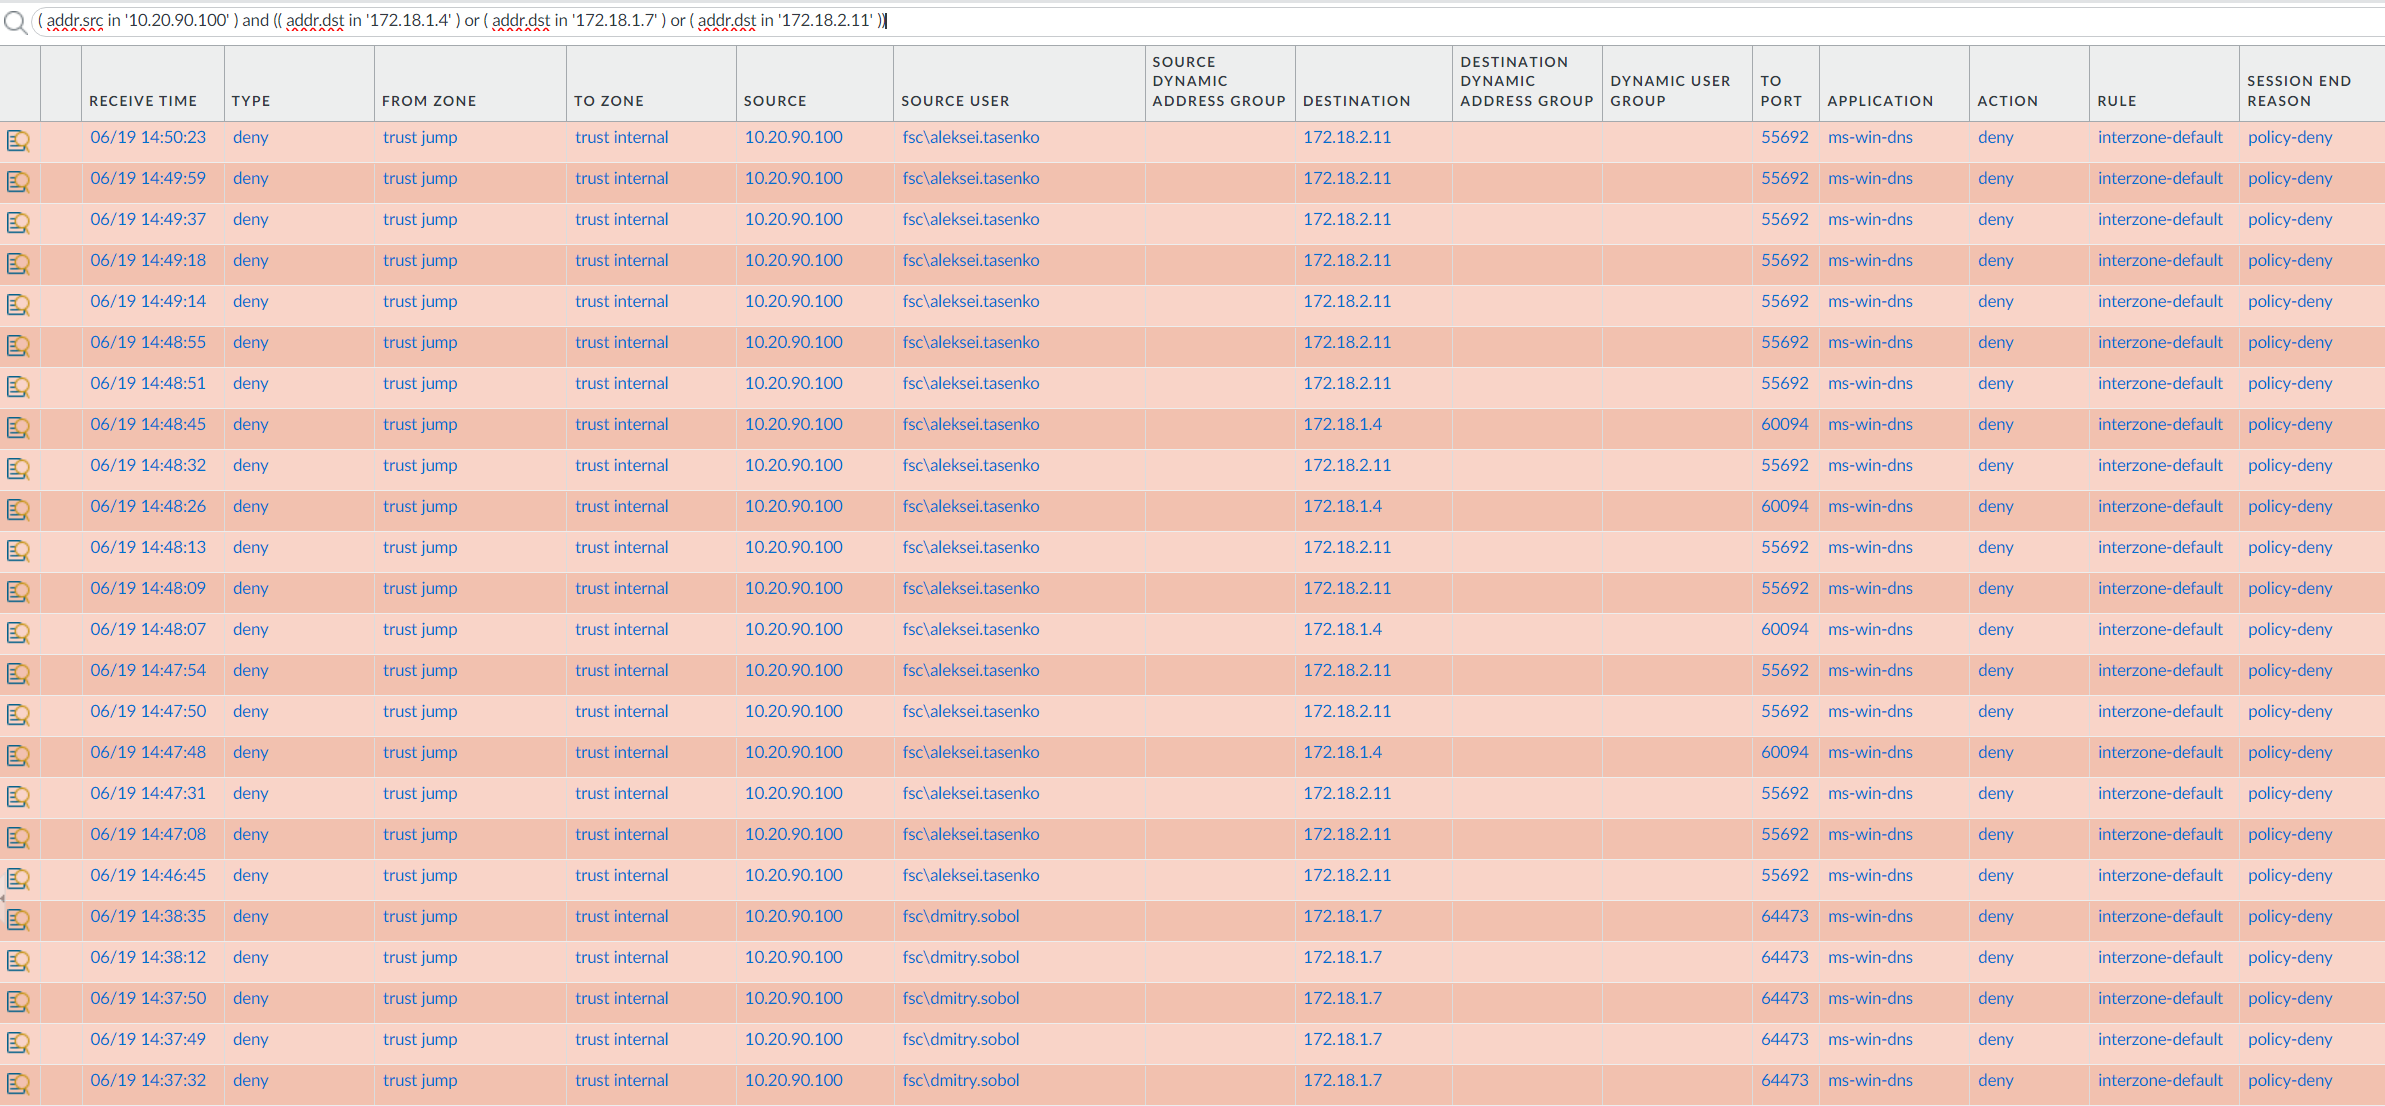 ( addr.src in '10.20.90.100' ) and (( addr.dst in '172.18.1.4' ) or ( addr.dst in '172.18.1.7' ) or ( addr.dst in '172.18.2.11' ))
RECEIVE TIME TYPE FROM ZONE TO ZONE SOURCE SOURCE USER SOURCE DYNAMIC ADDRESS GROUP DESTINATION DESTINATION DYNAMIC ADDRESS GROUP DYNAMIC USER GROUP TO PORT APPLICATION ACTION RULE SESSION END REASON
06/19 14:50:23 deny trust jump trust internal 10.20.90.100 fsc\aleksei.tasenko 172.18.2.11 55692 ms-win-dns deny interzone-default policy-deny
06/19 14:49:59 deny trust jump trust internal 10.20.90.100 fsc\aleksei.tasenko 172.18.2.11 55692 ms-win-dns deny interzone-default policy-deny
06/19 14:49:37 deny trust jump trust internal 10.20.90.100 fsc\aleksei.tasenko 172.18.2.11 55692 ms-win-dns deny interzone-default policy-deny
06/19 14:49:18 deny trust jump trust internal 10.20.90.100 fsc\aleksei.tasenko 172.18.2.11 55692 ms-win-dns deny interzone-default policy-deny
06/19 14:49:14 deny trust jump trust internal 10.20.90.100 fsc\aleksei.tasenko 172.18.2.11 55692 ms-win-dns deny interzone-default policy-deny
06/19 14:48:55 deny trust jump trust internal 10.20.90.100 fsc\aleksei.tasenko 172.18.2.11 55692 ms-win-dns deny interzone-default policy-deny
06/19 14:48:51 deny trust jump trust internal 10.20.90.100 fsc\aleksei.tasenko 172.18.2.11 55692 ms-win-dns deny interzone-default policy-deny
06/19 14:48:45 deny trust jump trust internal 10.20.90.100 fsc\aleksei.tasenko 172.18.1.4 60094 ms-win-dns deny interzone-default policy-deny
06/19 14:48:32 deny trust jump trust internal 10.20.90.100 fsc\aleksei.tasenko 172.18.2.11 55692 ms-win-dns deny interzone-default policy-deny
06/19 14:48:26 deny trust jump trust internal 10.20.90.100 fsc\aleksei.tasenko 172.18.1.4 60094 ms-win-dns deny interzone-default policy-deny
06/19 14:48:13 deny trust jump trust internal 10.20.90.100 fsc\aleksei.tasenko 172.18.2.11 55692 ms-win-dns deny interzone-default policy-deny
06/19 14:48:09 deny trust jump trust internal 10.20.90.100 fsc\aleksei.tasenko 172.18.2.11 55692 ms-win-dns deny interzone-default policy-deny
06/19 14:48:07 deny trust jump trust internal 10.20.90.100 fsc\aleksei.tasenko 172.18.1.4 60094 ms-win-dns deny interzone-default policy-deny
06/19 14:47:54 deny trust jump trust internal 10.20.90.100 fsc\aleksei.tasenko 172.18.2.11 55692 ms-win-dns deny interzone-default policy-deny
06/19 14:47:50 deny trust jump trust internal 10.20.90.100 fsc\aleksei.tasenko 172.18.2.11 55692 ms-win-dns deny interzone-default policy-deny
06/19 14:47:48 deny trust jump trust internal 10.20.90.100 fsc\aleksei.tasenko 172.18.1.4 60094 ms-win-dns deny interzone-default policy-deny
06/19 14:47:31 deny trust jump trust internal 10.20.90.100 fsc\aleksei.tasenko 172.18.2.11 55692 ms-win-dns deny interzone-default policy-deny
06/19 14:47:08 deny trust jump trust internal 10.20.90.100 fsc\aleksei.tasenko 172.18.2.11 55692 ms-win-dns deny interzone-default policy-deny
06/19 14:46:45 deny trust jump trust internal 10.20.90.100 fsc\aleksei.tasenko 172.18.2.11 55692 ms-win-dns deny interzone-default policy-deny
06/19 14:38:35 deny trust jump trust internal 10.20.90.100 fsc\dmitry.sobol 172.18.1.7 64473 ms-win-dns deny interzone-default policy-deny
06/19 14:38:12 deny trust jump trust internal 10.20.90.100 fsc\dmitry.sobol 172.18.1.7 64473 ms-win-dns deny interzone-default policy-deny
06/19 14:37:50 deny trust jump trust internal 10.20.90.100 fsc\dmitry.sobol 172.18.1.7 64473 ms-win-dns deny interzone-default policy-deny
06/19 14:37:49 deny trust jump trust internal 10.20.90.100 fsc\dmitry.sobol 172.18.1.7 64473 ms-win-dns deny interzone-default policy-deny
06/19 14:37:32 deny trust jump trust internal 10.20.90.100 fsc\dmitry.sobol 172.18.1.7 64473 ms-win-dns deny interzone-default policy-deny